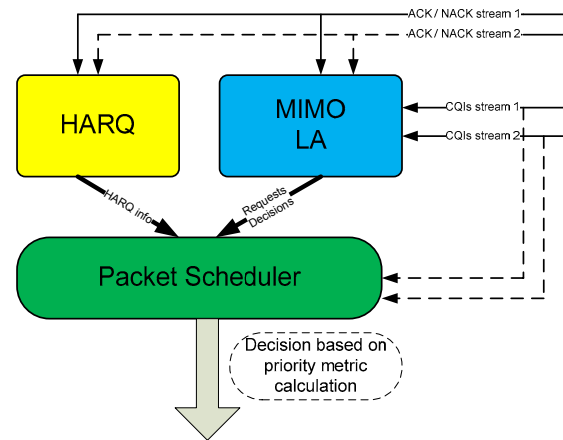 ACK / NACK stream 1
ACK / NACK stream 2
HARQ
MIMO
LA
CQIs stream 1
CQIs stream 2
HARQ info
Requests
Decisions
Packet Scheduler
Decision based on
priority metric
calculation